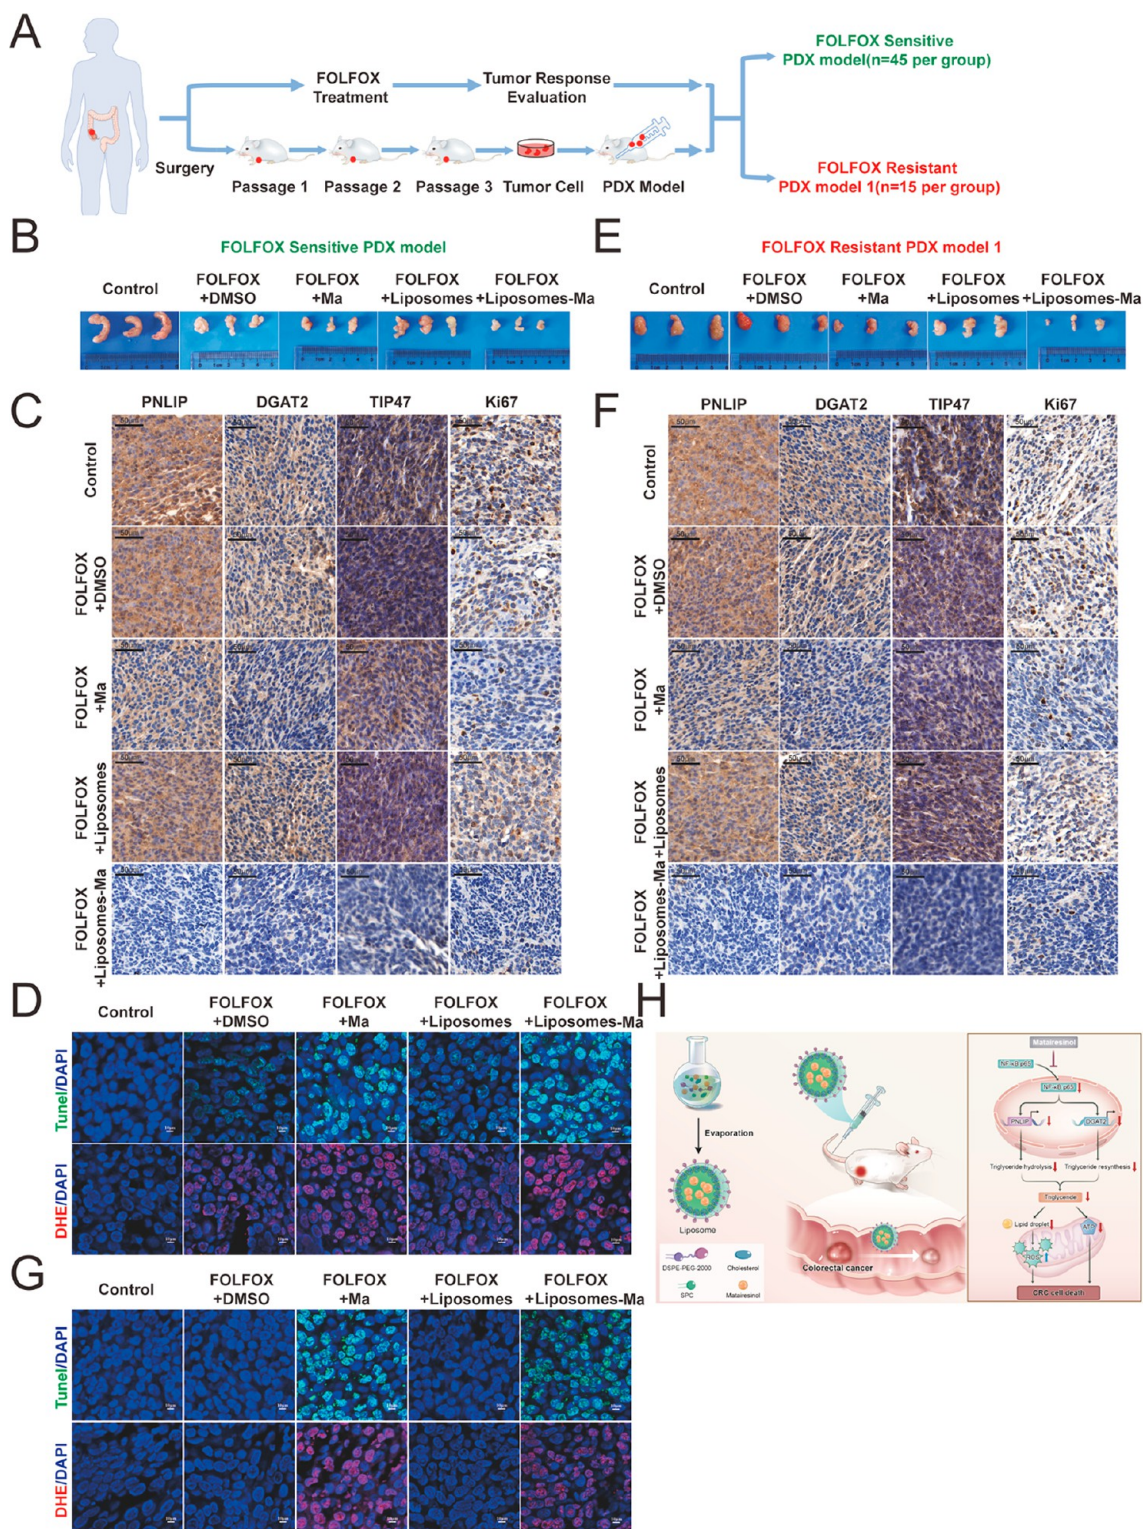 A
Surgery
FOLFOX
Treatment
Tumor Response
Evaluation
Passage 1
Passage 2
Passage 3
Tumor Cell
PDX Model
FOLFOX Sensitive
PDX model(n=45 per group)
FOLFOX Resistant
PDX model 1(n=15 per group)
B
FOLFOX Sensitive PDX model
Control
FOLFOX
+DMSO
FOLFOX
+Ma
FOLFOX
+Liposomes
FOLFOX
+Liposomes-Ma
E
FOLFOX Resistant PDX model 1
Control
FOLFOX
+DMSO
FOLFOX
+Ma
FOLFOX
+Liposomes
FOLFOX
+Liposomes-Ma
C
PNLIP
DGAT2
TIP47
Ki67
Control
FOLFOX
+DMSO
FOLFOX
+Ma
FOLFOX
+Liposomes
FOLFOX
+Liposomes-Ma
F
PNLIP
DGAT2
TIP47
Ki67
Control
FOLFOX
+DMSO
FOLFOX
+Ma
FOLFOX
+Liposomes
FOLFOX
+Liposomes-Ma
D
Control
FOLFOX
+DMSO
FOLFOX
+Ma
FOLFOX
+Liposomes
FOLFOX
+Liposomes-Ma
Tunel/DAPI
DHE/DAPI
G
Control
FOLFOX
+DMSO
FOLFOX
+Ma
FOLFOX
+Liposomes
FOLFOX
+Liposomes-Ma
Tunel/DAPI
DHE/DAPI
H
Evaporation
Liposome
DSPE-PEG-2000
Cholesterol
SPC
Matairesinol
Colorectal cancer
Matairesinol
NF-κB p65
NF-κB p65
PNLIP
DGAT2
Triglyceride hydrolysis
Triglyceride resynthesis
Triglyceride
Lipid droplet
ATP
ROS
CRC cell death